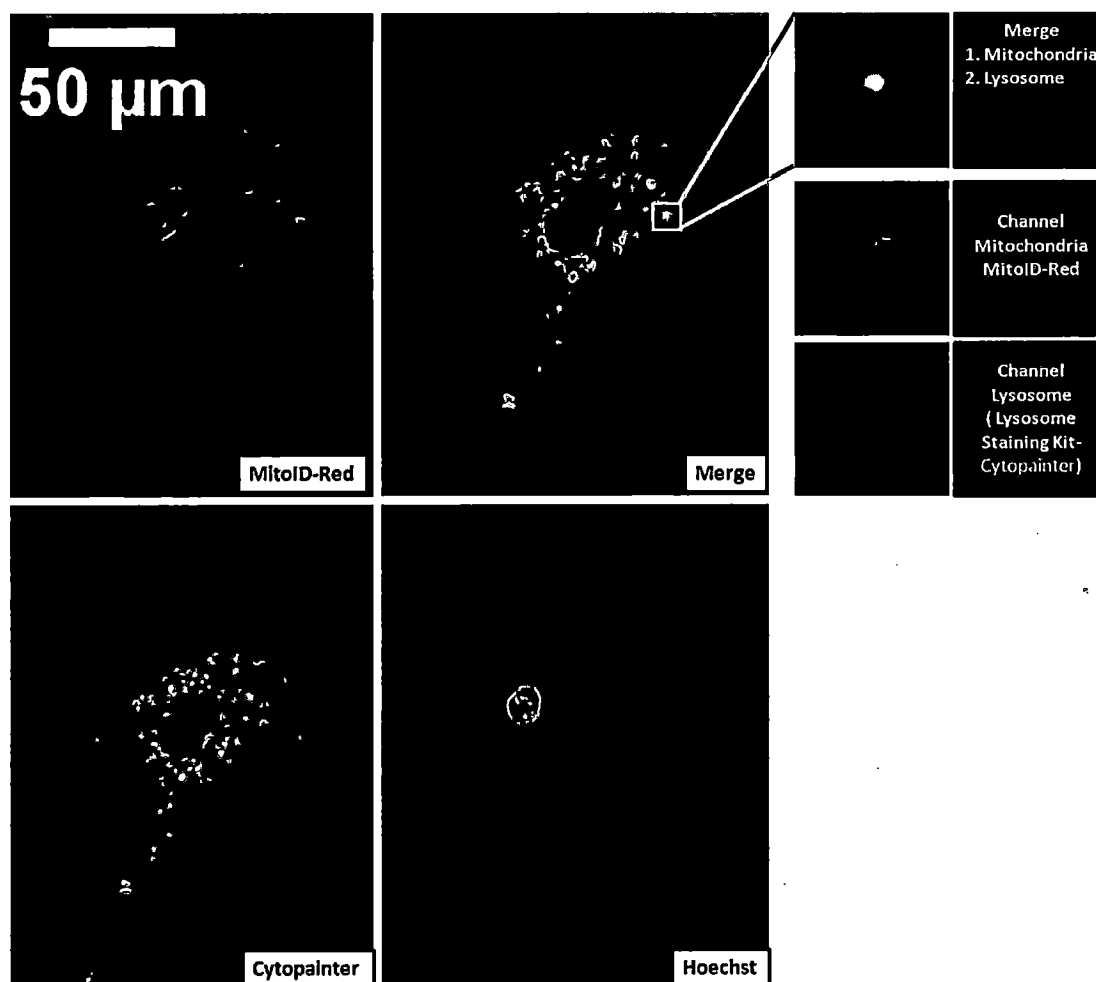 50 μm
MitoID-Red
Merge
Merge
1. Mitochondria
2. Lysosome
Channel
Mitochondria
MitoID-Red
Channel
Lysosome
( Lysosome
Staining Kit-
Cytopainter)
Cytopainter
Hoechst